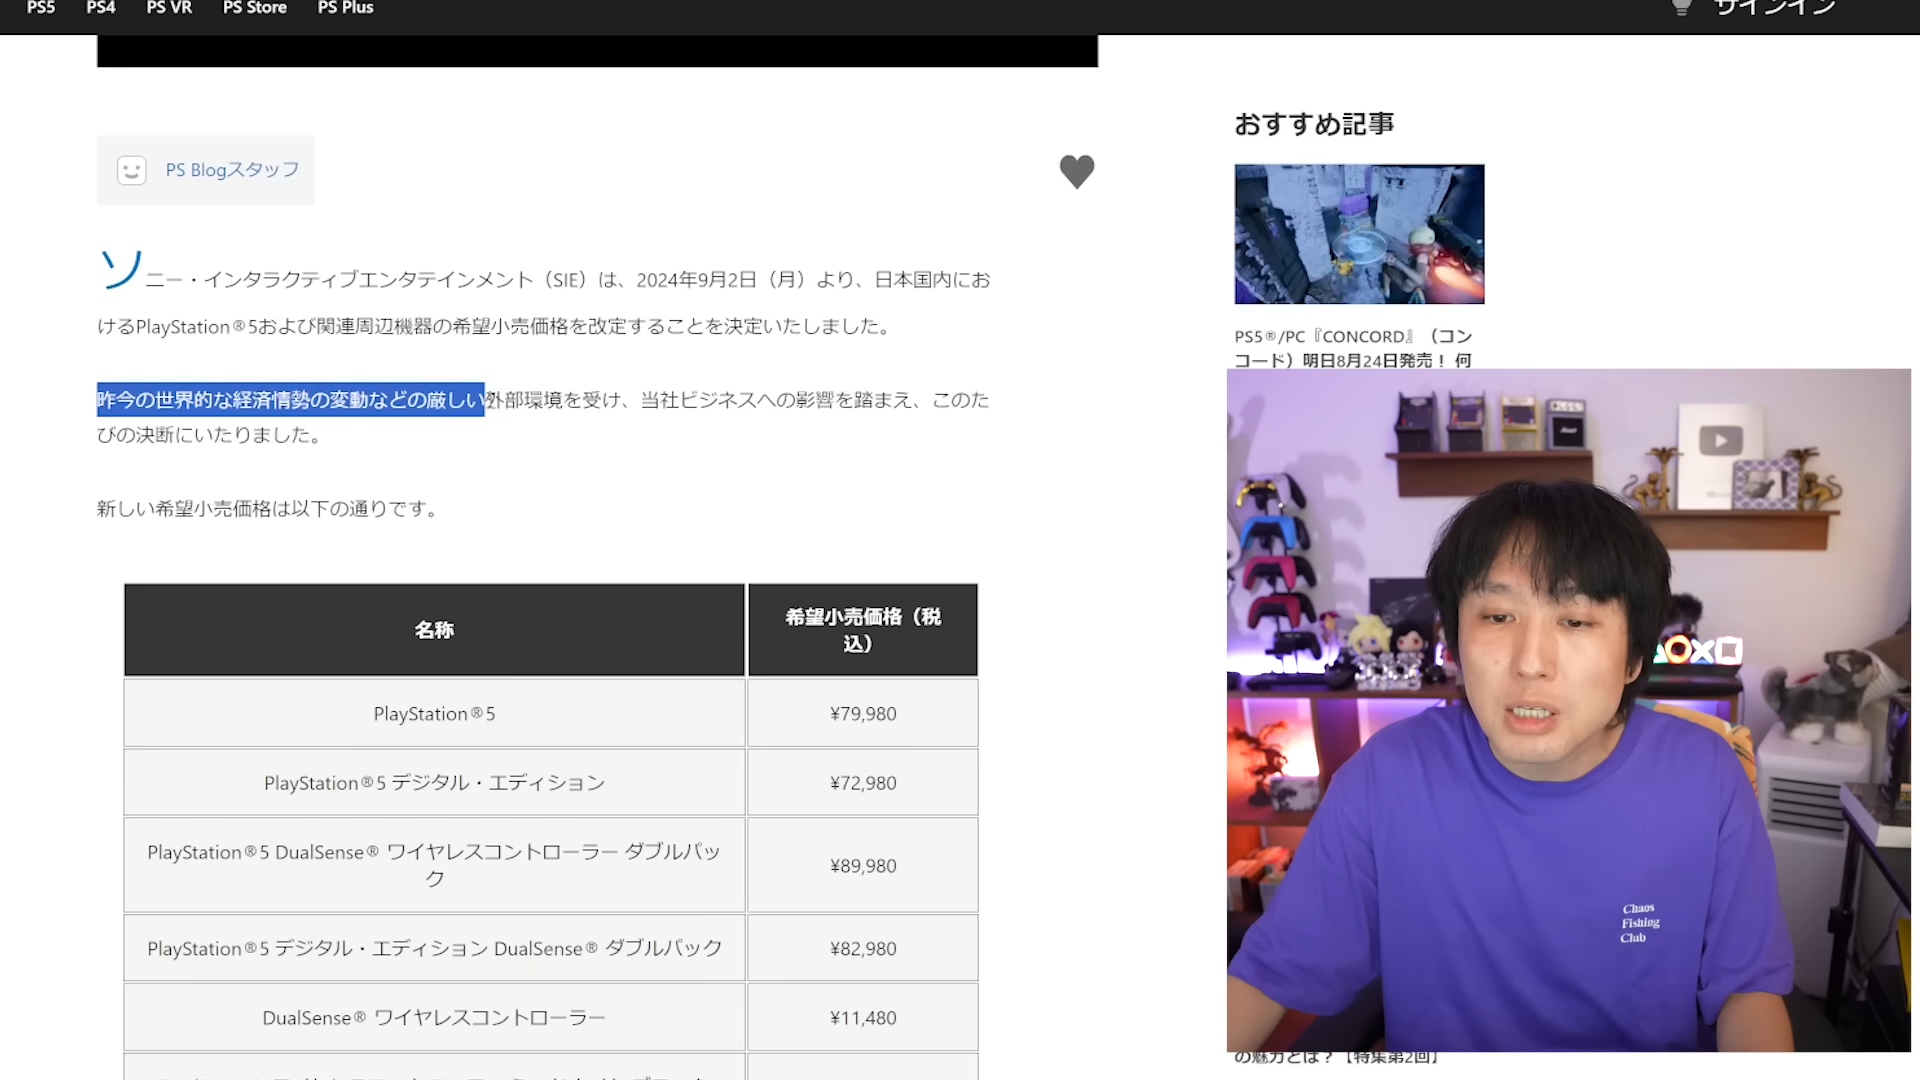 PS5 PS4 PS VR PS Store PS Plus
サインイン
PS Blogスタッフ
ソニー・インタラクティブエンタテインメント（SIE）は、2024年9月2日（月）より、日本国内にお
けるPlayStation®5および関連周辺機器の希望小売価格を改定することを決定いたしました。
昨今の世界的な経済情勢の変動などの厳しい外部環境を受け、当社ビジネスへの影響を踏まえ、このた
びの決断にいたりました。
新しい希望小売価格は以下の通りです。
名称 希望小売価格（税
込）
PlayStation®5 ¥79,980
PlayStation®5 デジタル・エディション ¥72,980
PlayStation®5 DualSense® ワイヤレスコントローラー ダブルパッ
ク ¥89,980
PlayStation®5 デジタル・エディション DualSense® ダブルパック ¥82,980
DualSense® ワイヤレスコントローラー ¥11,480
おすすめ記事
PS5®/PC『CONCORD』（コン
コード）明日8月24日発売！ 何
Chaos
Fishing
Club
の魅力とは？【特集第2回】